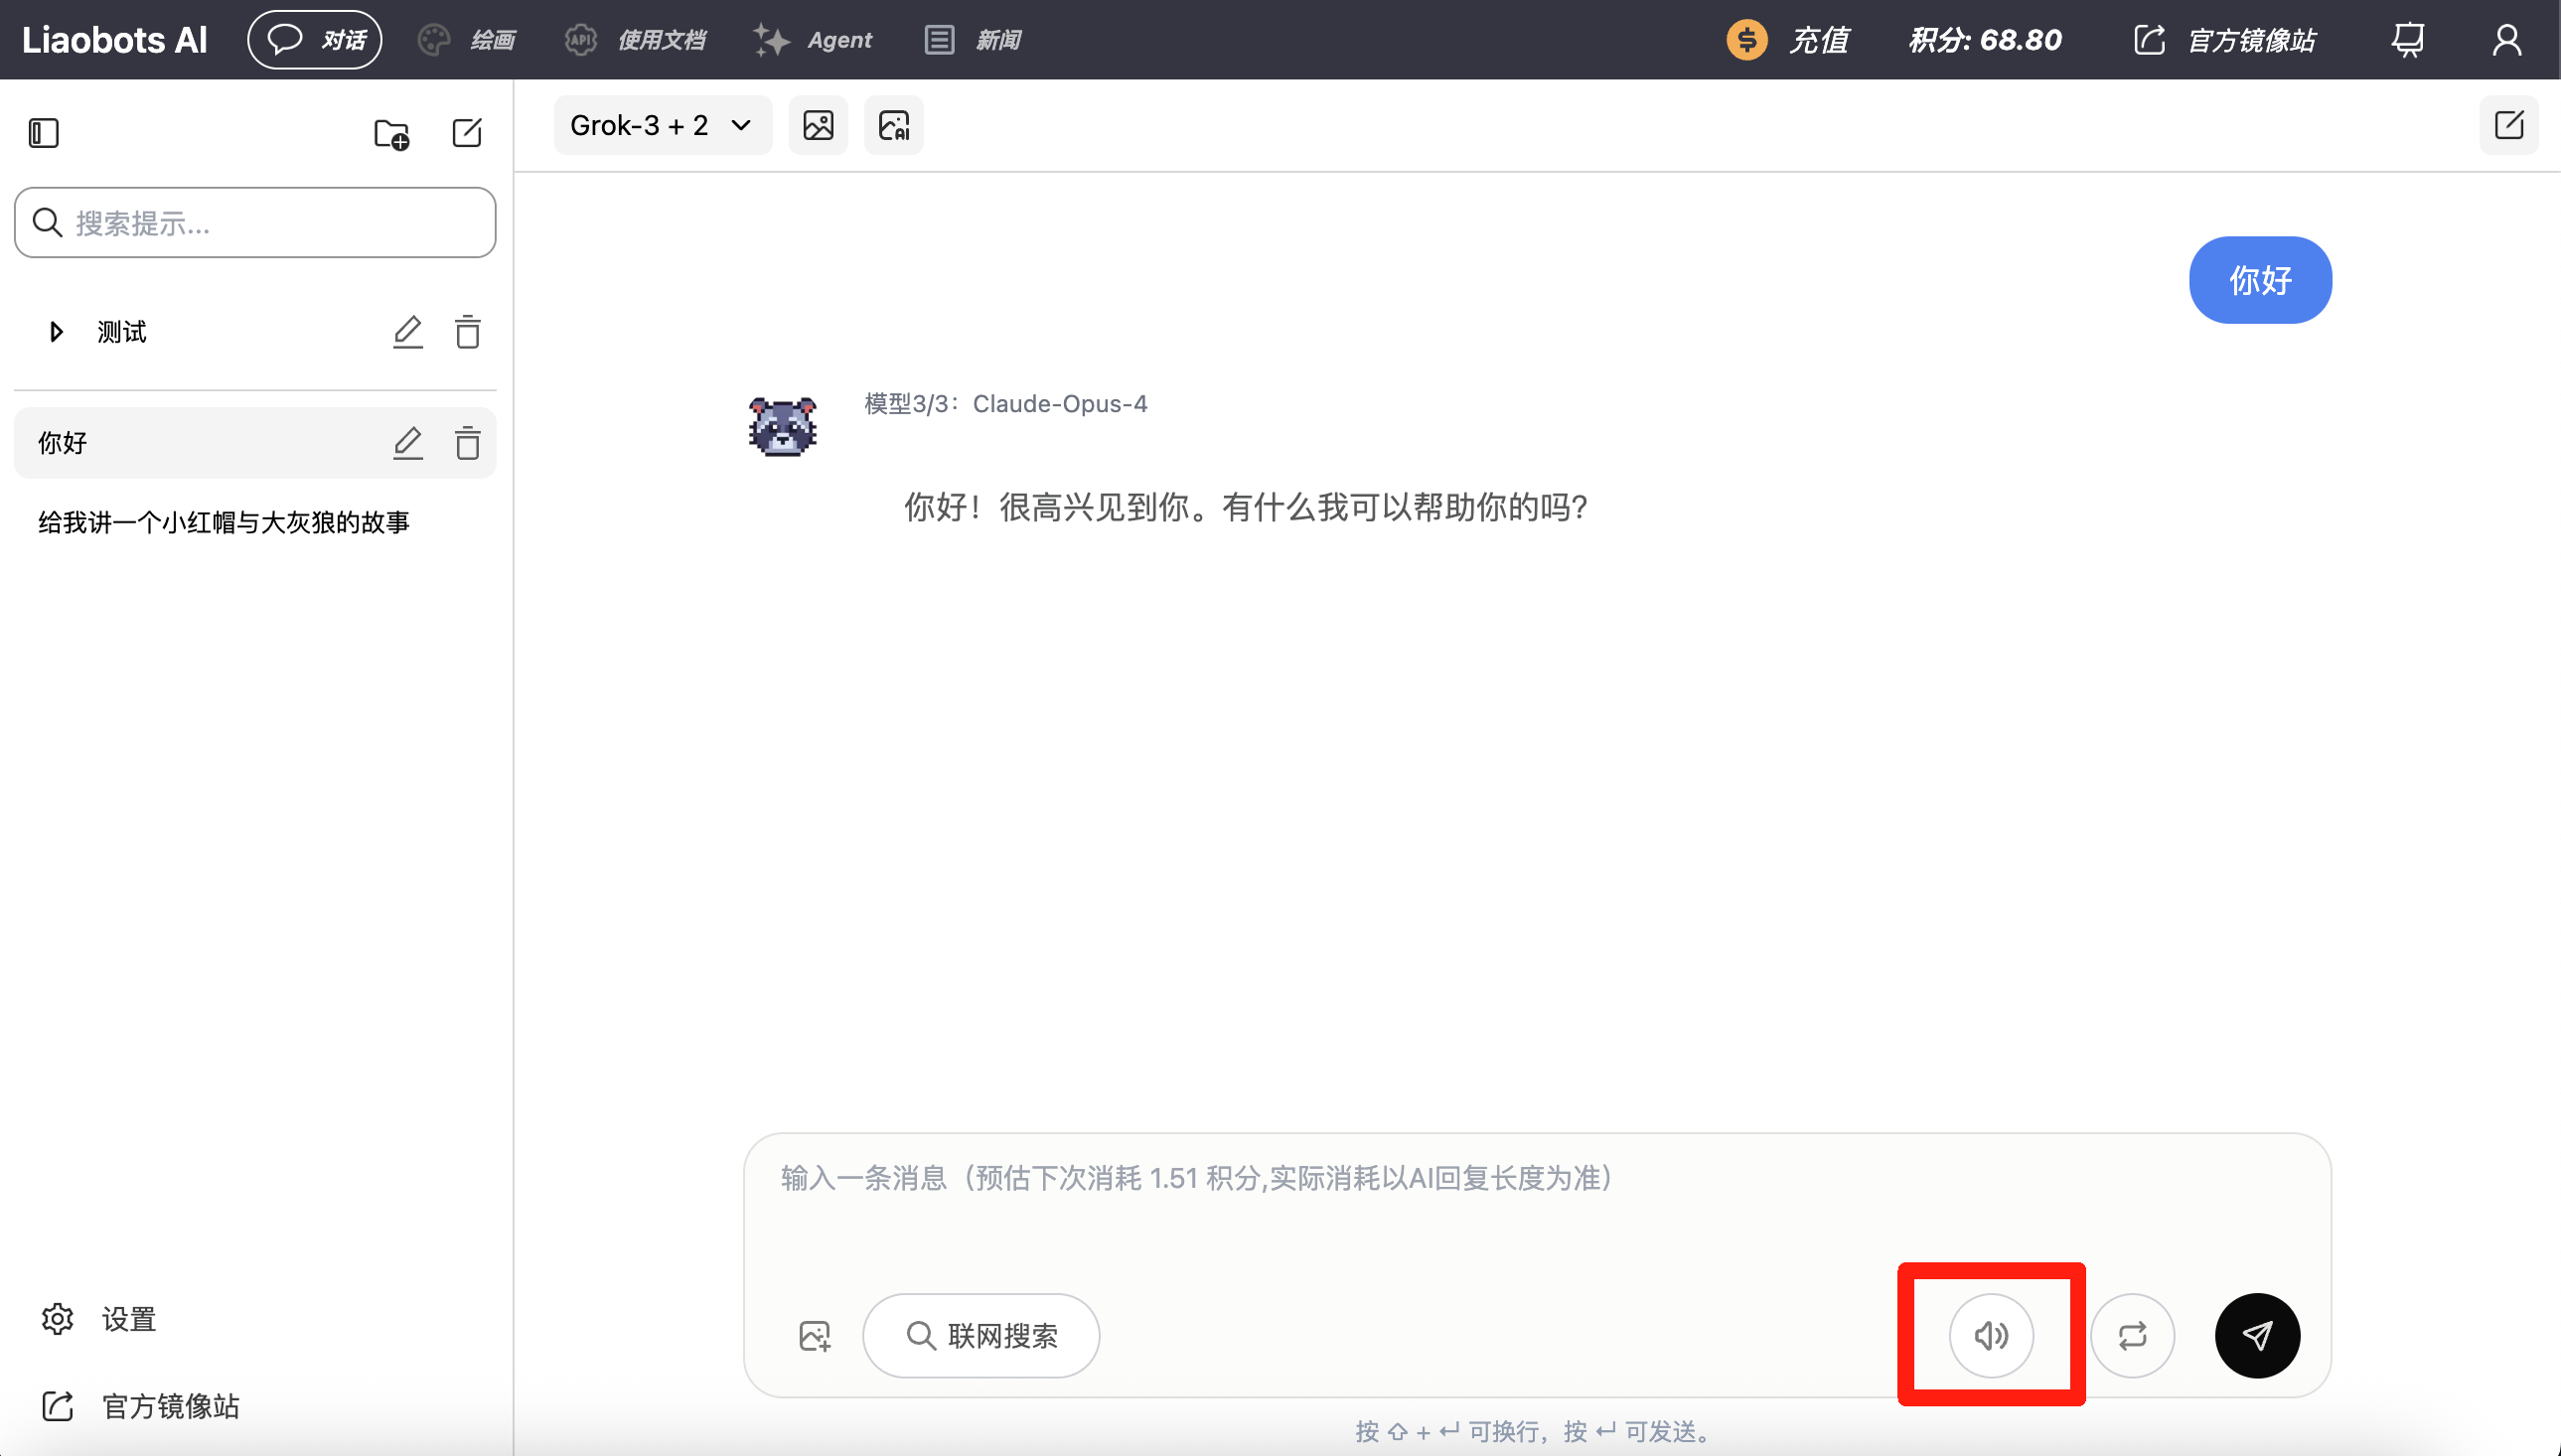 Liaobots AI 对话 绘画 使用文档 Agent 新闻 充值 积分: 68.80 官方镜像站
Grok-3 + 2
搜索提示...
测试
你好
给我讲一个小红帽与大灰狼的故事
设置
官方镜像站
你好
模型3/3：Claude-Opus-4
你好！很高兴见到你。有什么我可以帮助你的吗？
输入一条消息（预估下次消耗 1.51 积分,实际消耗以AI回复长度为准）
联网搜索
按 ⇧ + ↵ 可换行，按 ↵ 可发送。